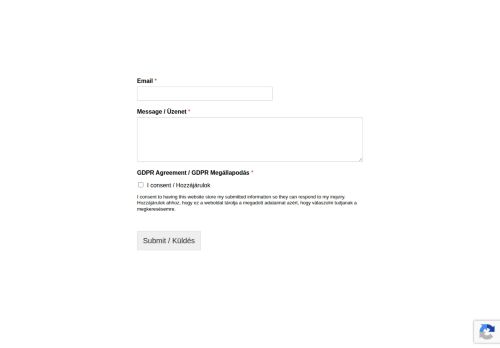 Email *
Message / Üzenet *
GDPR Agreement / GDPR Megállapodás *
I consent / Hozzájárulok
I consent to having this website store my submitted information so they can respond to my inquiry.
Hozzájárulok ahhoz, hogy ez a weboldal tárolja a megadott adataimat azért, hogy válaszolni tudjanak a
megkeresésemre.
Submit / Küldés